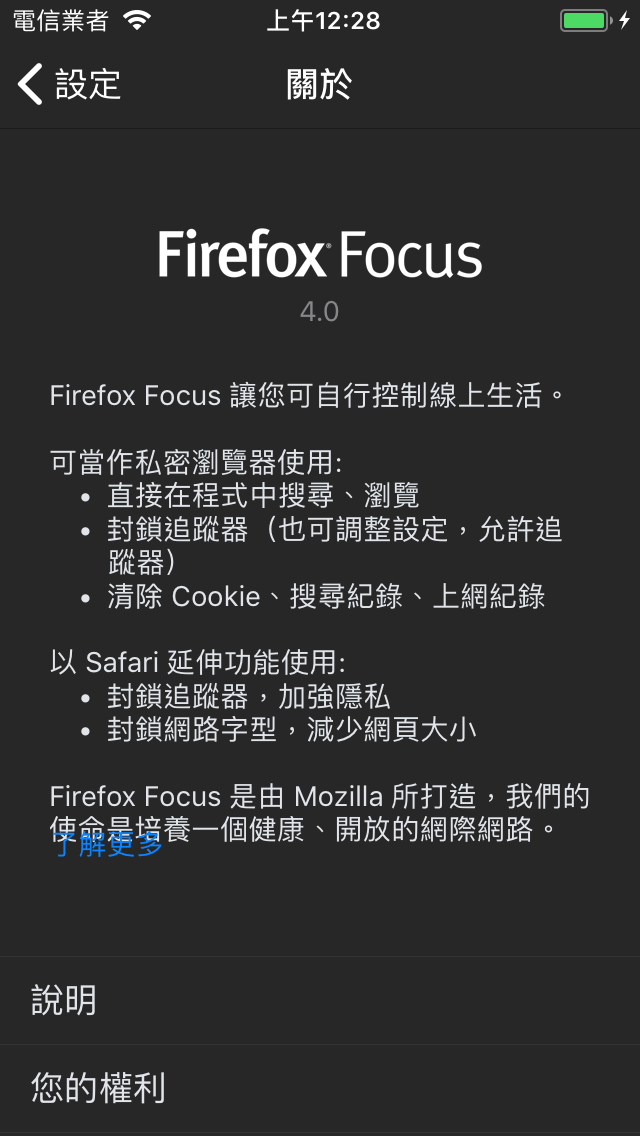 電信業者
上午12:28
設定
關於
Firefox Focus
4.0
Firefox Focus 讓您可自行控制線上生活。
可當作私密瀏覽器使用:
• 直接在程式中搜尋、瀏覽
• 封鎖追蹤器（也可調整設定，允許追
蹤器）
• 清除 Cookie、搜尋紀錄、上網紀錄
以 Safari 延伸功能使用:
• 封鎖追蹤器，加強隱私
• 封鎖網路字型，減少網頁大小
Firefox Focus 是由 Mozilla 所打造，我們的
使命是培養一個健康、開放的網際網路。
了解更多
說明
您的權利